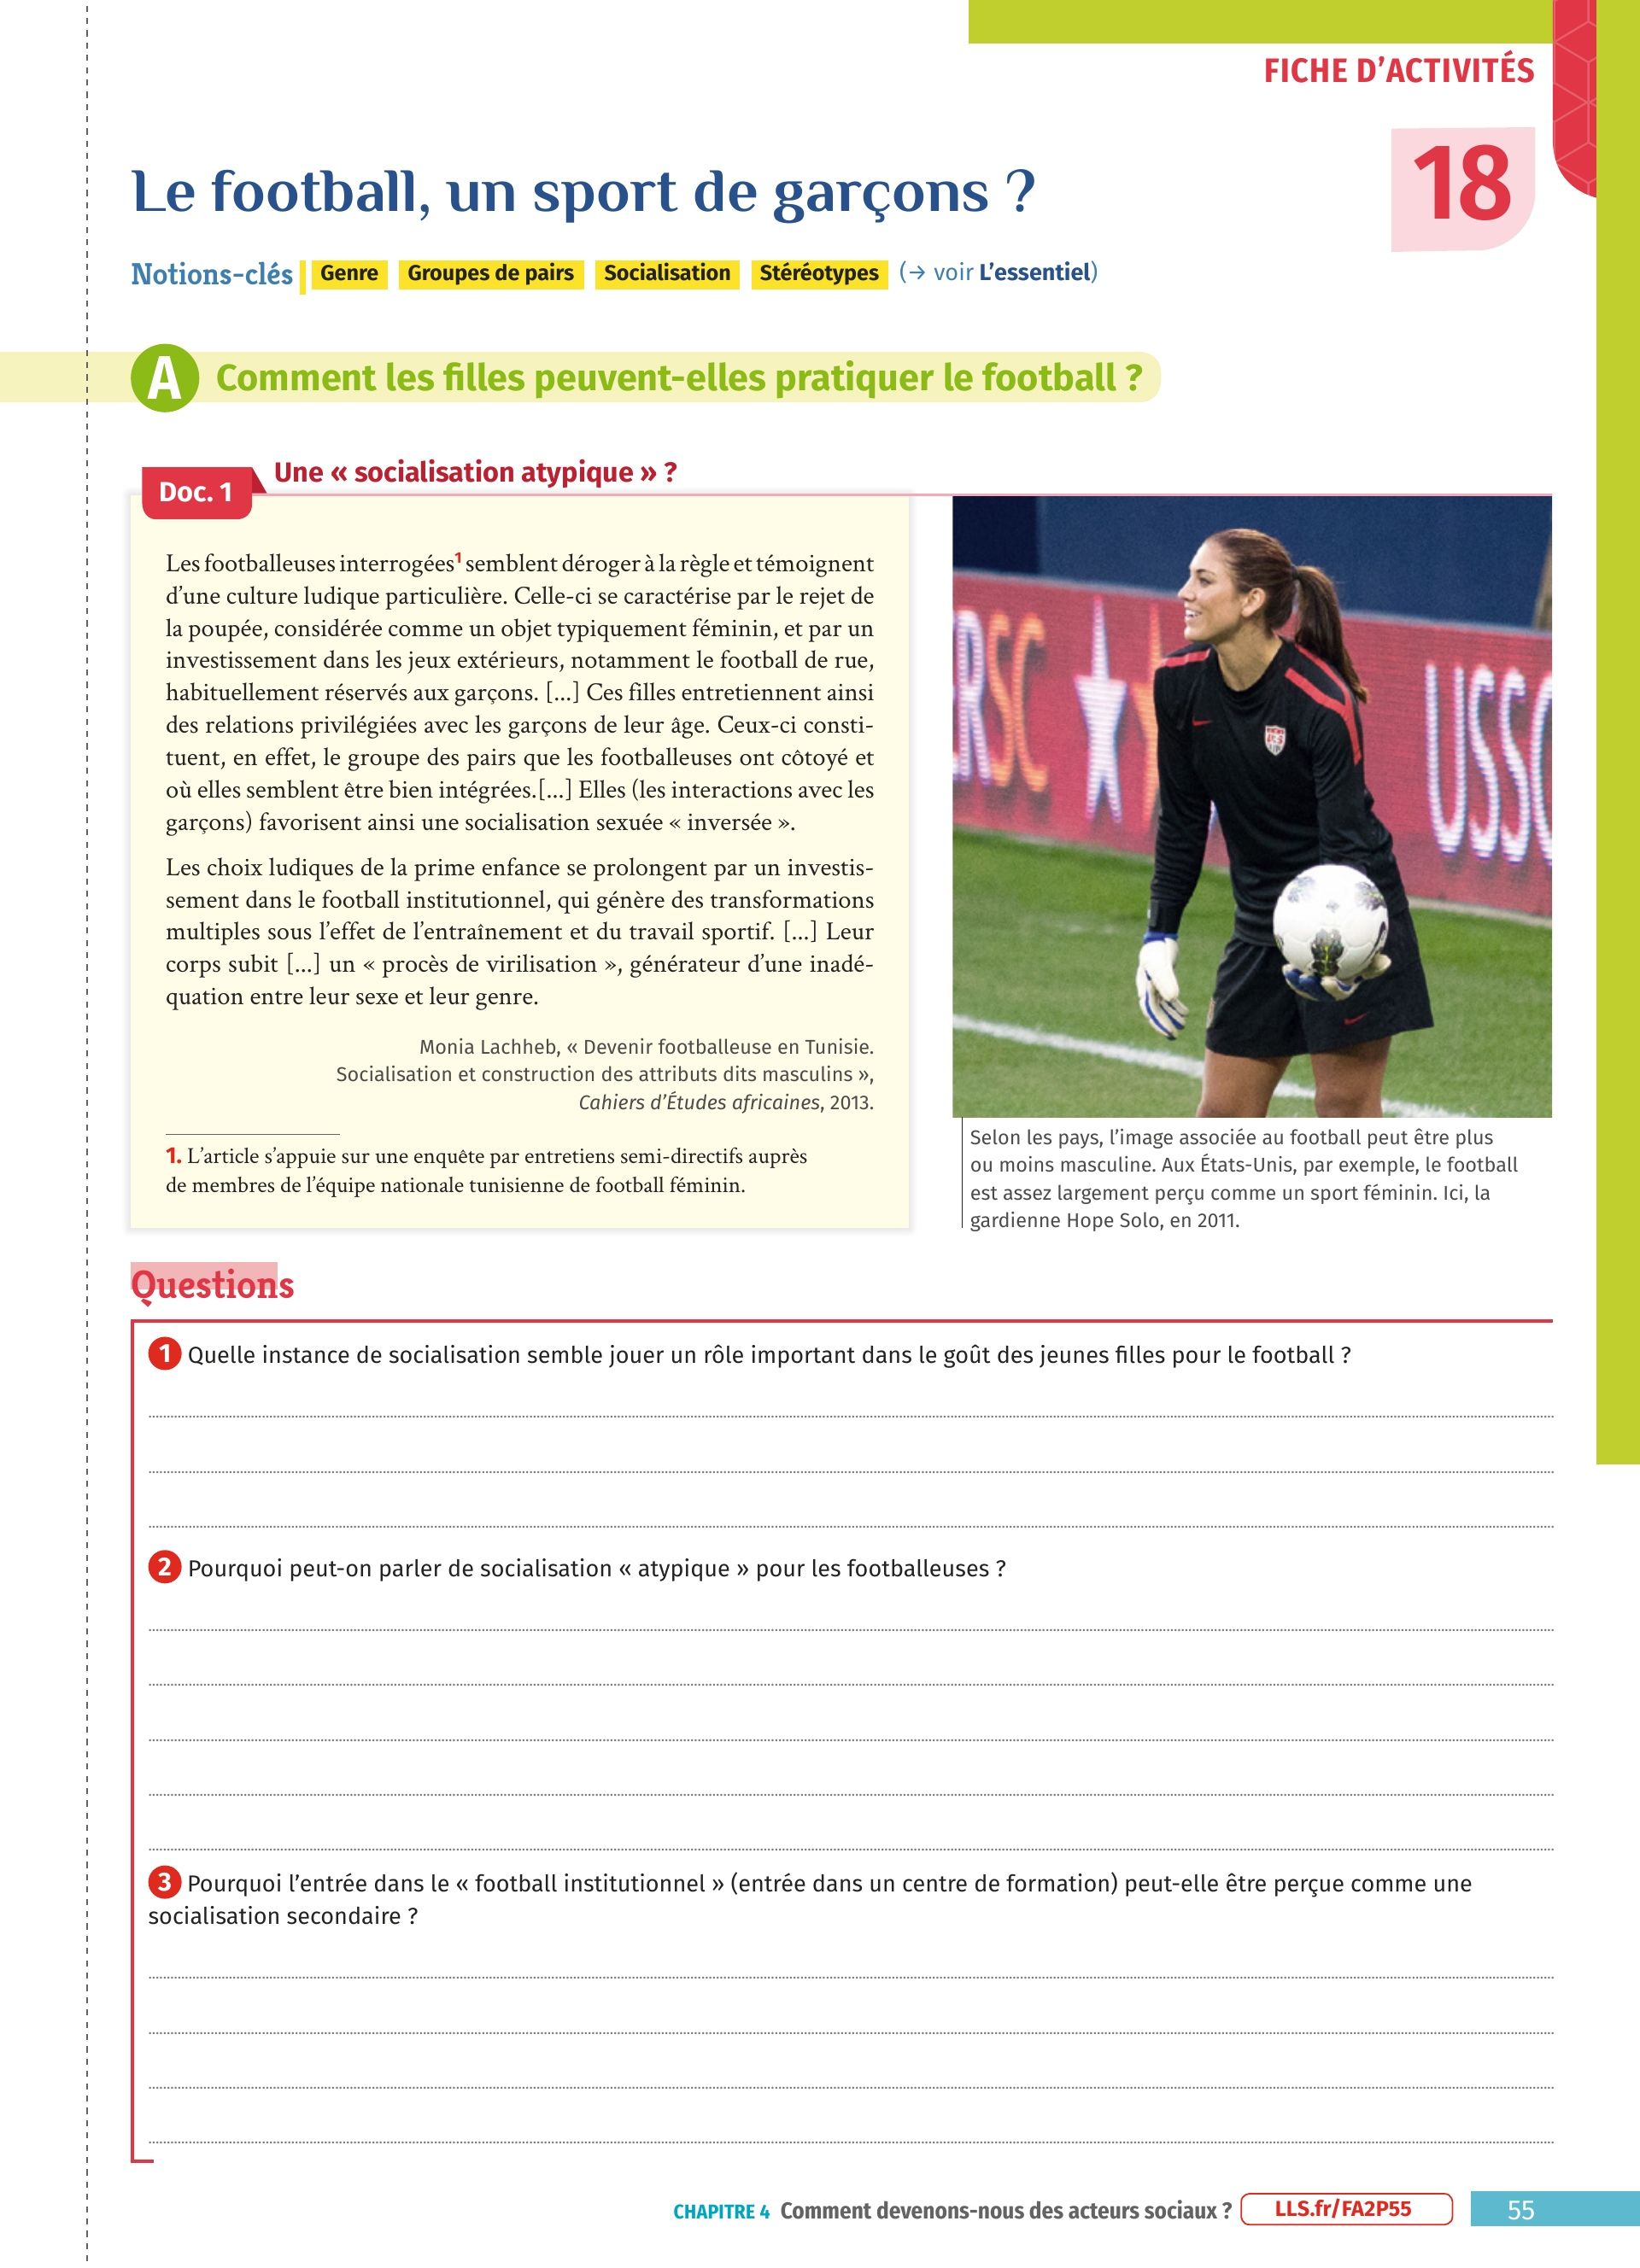 FICHE D'ACTIVITÉS
18
Le football, un sport de garçons ?
Notions-clés Genre Groupes de pairs Socialisation Stéréotypes (→ voir L'essentiel)
A Comment les filles peuvent-elles pratiquer le football ?
Doc. 1 Une « socialisation atypique » ?
Les footballeuses interrogées1 semblent déroger à la règle et témoignent
d'une culture ludique particulière. Celle-ci se caractérise par le rejet de
la poupée, considérée comme un objet typiquement féminin, et par un
investissement dans les jeux extérieurs, notamment le football de rue,
habituellement réservés aux garçons. [...] Ces filles entretiennent ainsi
des relations privilégiées avec les garçons de leur âge. Ceux-ci consti-
tuent, en effet, le groupe des pairs que les footballeuses ont côtoyé et
où elles semblent être bien intégrées.[...] Elles (les interactions avec les
garçons) favorisent ainsi une socialisation sexuée « inversée ».
Les choix ludiques de la prime enfance se prolongent par un investis-
sement dans le football institutionnel, qui génère des transformations
multiples sous l'effet de l'entraînement et du travail sportif. [...] Leur
corps subit [...] un « procès de virilisation », générateur d'une inadé-
quation entre leur sexe et leur genre.
Monia Lachheb, « Devenir footballeuse en Tunisie.
Socialisation et construction des attributs dits masculins »,
Cahiers d'Études africaines, 2013.
1. L'article s'appuie sur une enquête par entretiens semi-directifs auprès
de membres de l'équipe nationale tunisienne de football féminin.
ERSC
USSC
Selon les pays, l'image associée au football peut être plus
ou moins masculine. Aux États-Unis, par exemple, le football
est assez largement perçu comme un sport féminin. Ici, la
gardienne Hope Solo, en 2011.
Questions
1 Quelle instance de socialisation semble jouer un rôle important dans le goût des jeunes filles pour le football ?
2 Pourquoi peut-on parler de socialisation « atypique » pour les footballeuses ?
3 Pourquoi l'entrée dans le « football institutionnel » (entrée dans un centre de formation) peut-elle être perçue comme une
socialisation secondaire ?
CHAPITRE 4 Comment devenons-nous des acteurs sociaux ? LLS.fr/FA2P55 55